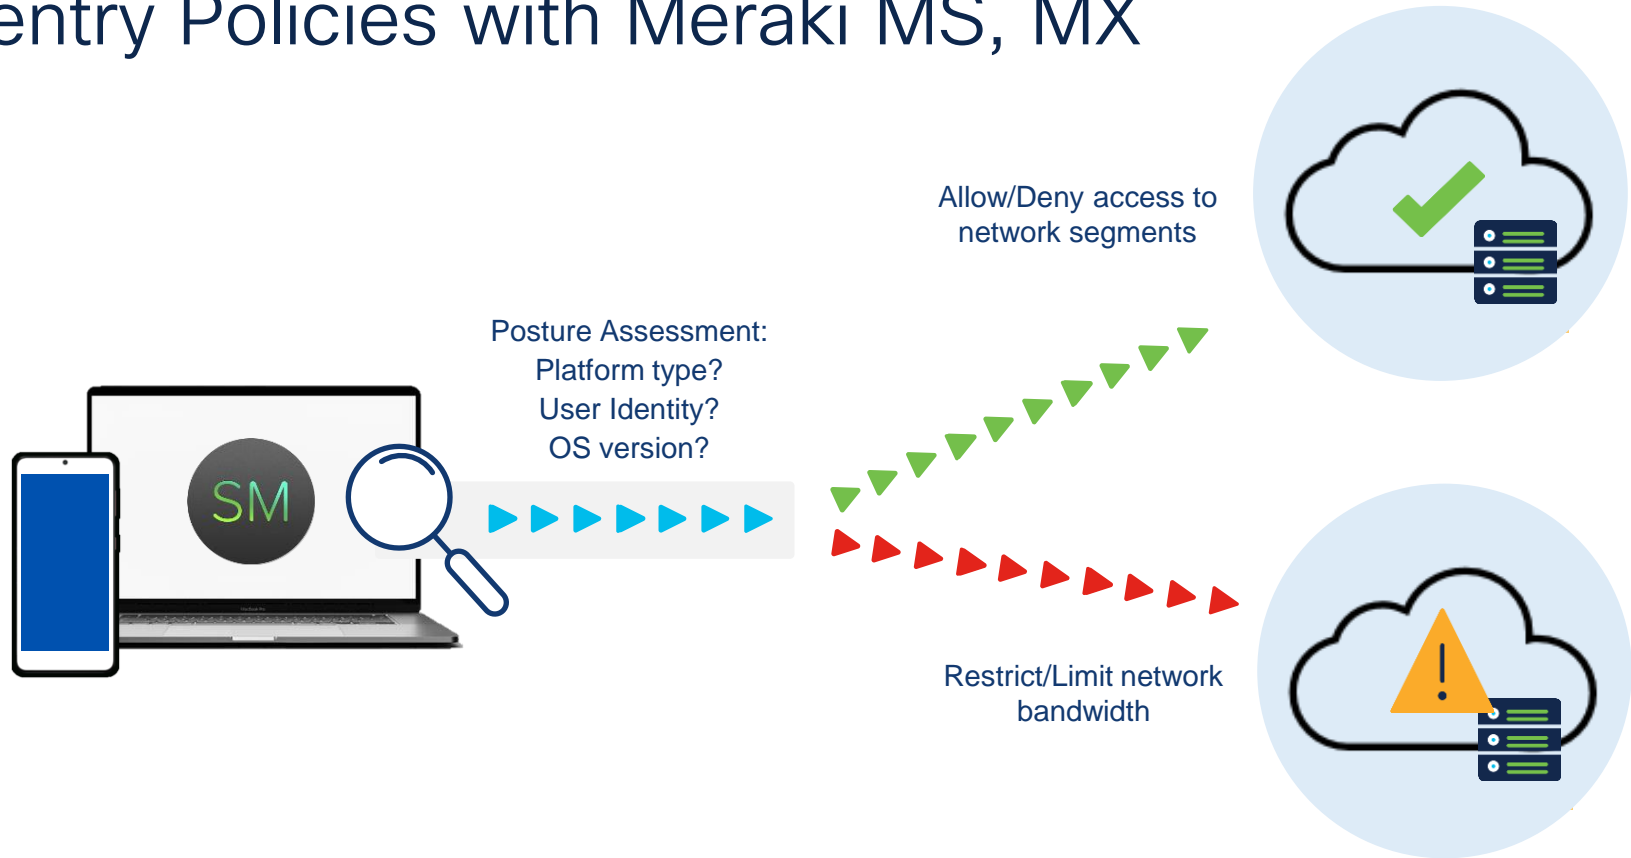 entry Policies with Meraki MS, MX
Allow/Deny access to
network segments
Posture Assessment:
Platform type?
User Identity?
OS version?
SM
Restrict/Limit network
bandwidth